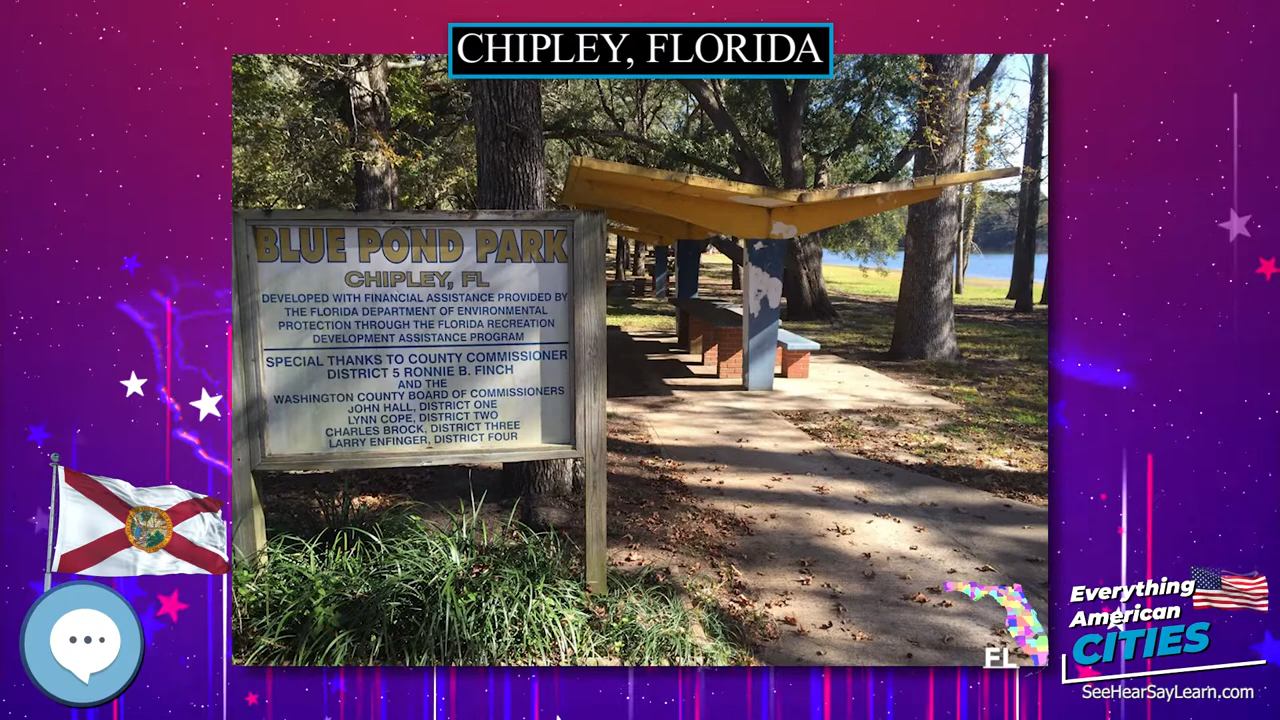 CHIPLEY, FLORIDA
BLUE POND PARK
CHIPLEY, FL
DEVELOPED WITH FINANCIAL ASSISTANCE PROVIDED BY
THE FLORIDA DEPARTMENT OF ENVIRONMENTAL
PROTECTION THROUGH THE FLORIDA RECREATION
DEVELOPMENT ASSISTANCE PROGRAM
SPECIAL THANKS TO COUNTY COMMISSIONER
DISTRICT 5 RONNIE B. FINCH
AND THE
WASHINGTON COUNTY BOARD OF COMMISSIONERS
JOHN HALL, DISTRICT ONE
LYNN COPE, DISTRICT TWO
CHARLES BROCK, DISTRICT THREE
LARRY ENFINGER, DISTRICT FOUR
FL
Everything
American
CITIES
SeeHearSayLearn.com